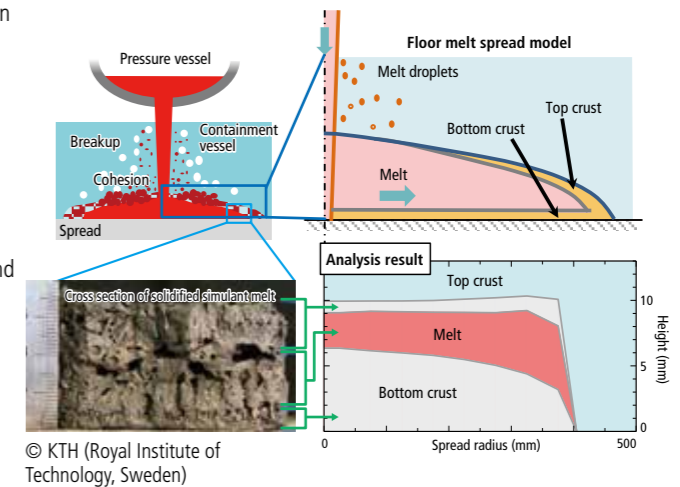 n
Pressure vessel
Breakup
Containment
vessel
Cohesion
Spread
Floor melt spread model
Melt droplets
Top crust
Bottom crust
Melt
nd
Cross section of solidified simulant melt
© KTH (Royal Institute of
Technology, Sweden)
Analysis result
Top crust
Melt
Bottom crust
10
5
0
Height (mm)
0
Spread radius (mm)
500